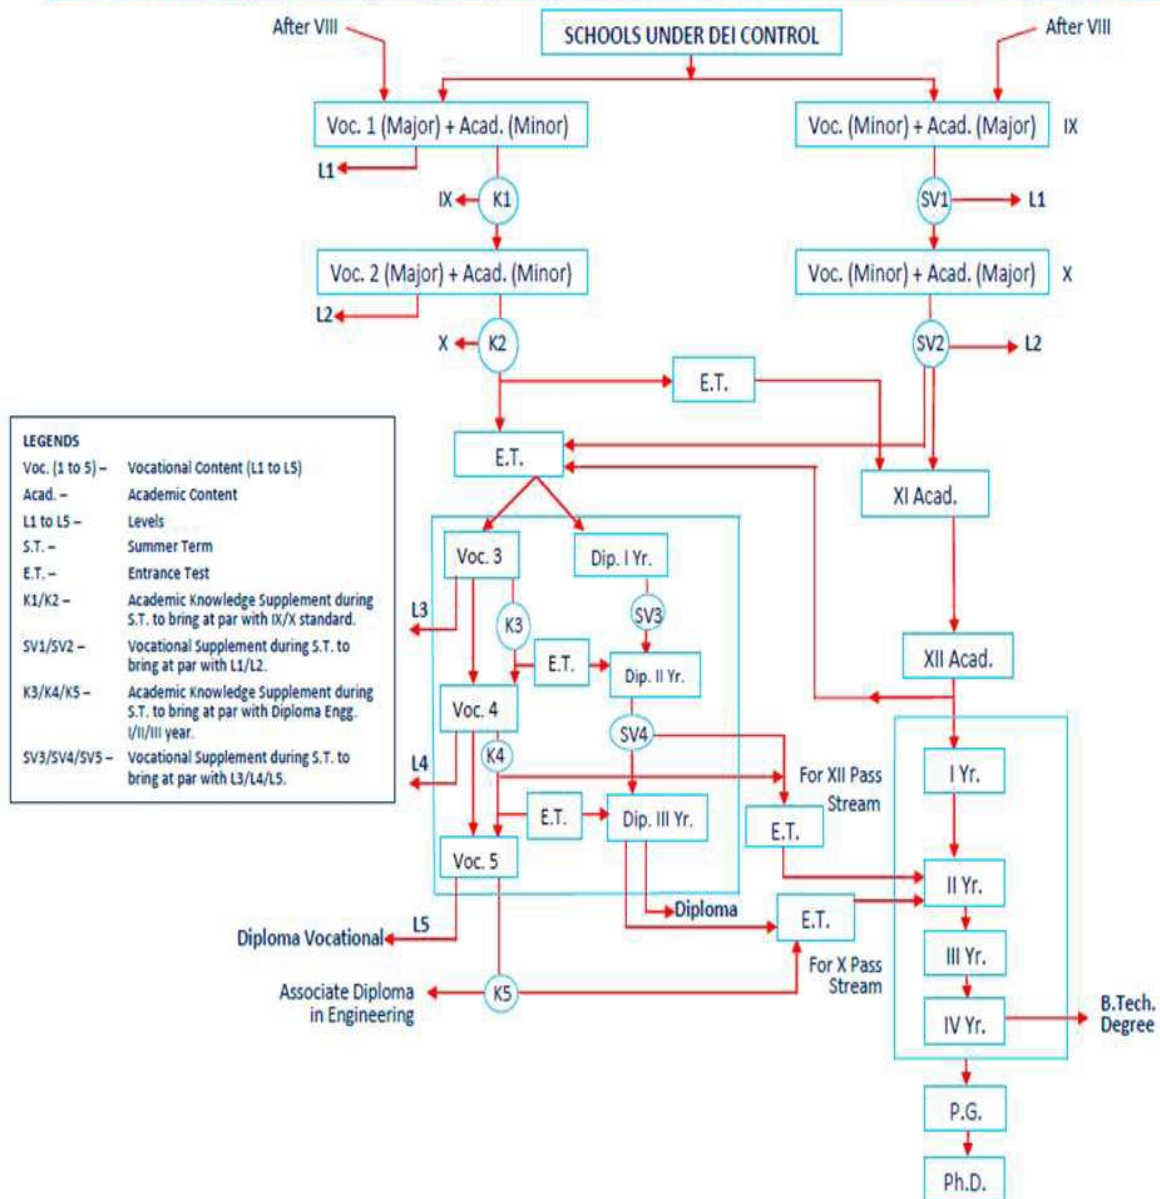 SCHOOLS UNDER DEI CONTROL
After VIII
After VIII
Voc. 1 (Major) + Acad. (Minor)
Voc. (Minor) + Acad. (Major)
IX
L1
IX
K1
SV1
L1
Voc. 2 (Major) + Acad. (Minor)
Voc. (Minor) + Acad. (Major)
X
L2
X
K2
SV2
L2
E.T.
E.T.
XI Acad.
LEGENDS
Voc. (1 to 5) – Vocational Content (L1 to L5)
Acad. – Academic Content
L1 to L5 – Levels
S.T. – Summer Term
E.T. – Entrance Test
K1/K2 – Academic Knowledge Supplement during
S.T. to bring at par with IX/X standard.
SV1/SV2 – Vocational Supplement during S.T. to
bring at par with L1/L2.
K3/K4/K5 – Academic Knowledge Supplement during
S.T. to bring at par with Diploma Engg.
I/II/III year.
SV3/SV4/SV5 – Vocational Supplement during S.T. to
bring at par with L3/L4/L5.
Voc. 3
Dip. I Yr.
L3
K3
SV3
E.T.
Dip. II Yr.
XII Acad.
Voc. 4
K4
SV4
L4
For XII Pass
Stream
I Yr.
E.T.
Dip. III Yr.
E.T.
Voc. 5
II Yr.
Diploma
E.T.
L5
Diploma Vocational
For X Pass
Stream
III Yr.
Associate Diploma
in Engineering
K5
IV Yr.
B.Tech.
Degree
P.G.
Ph.D.